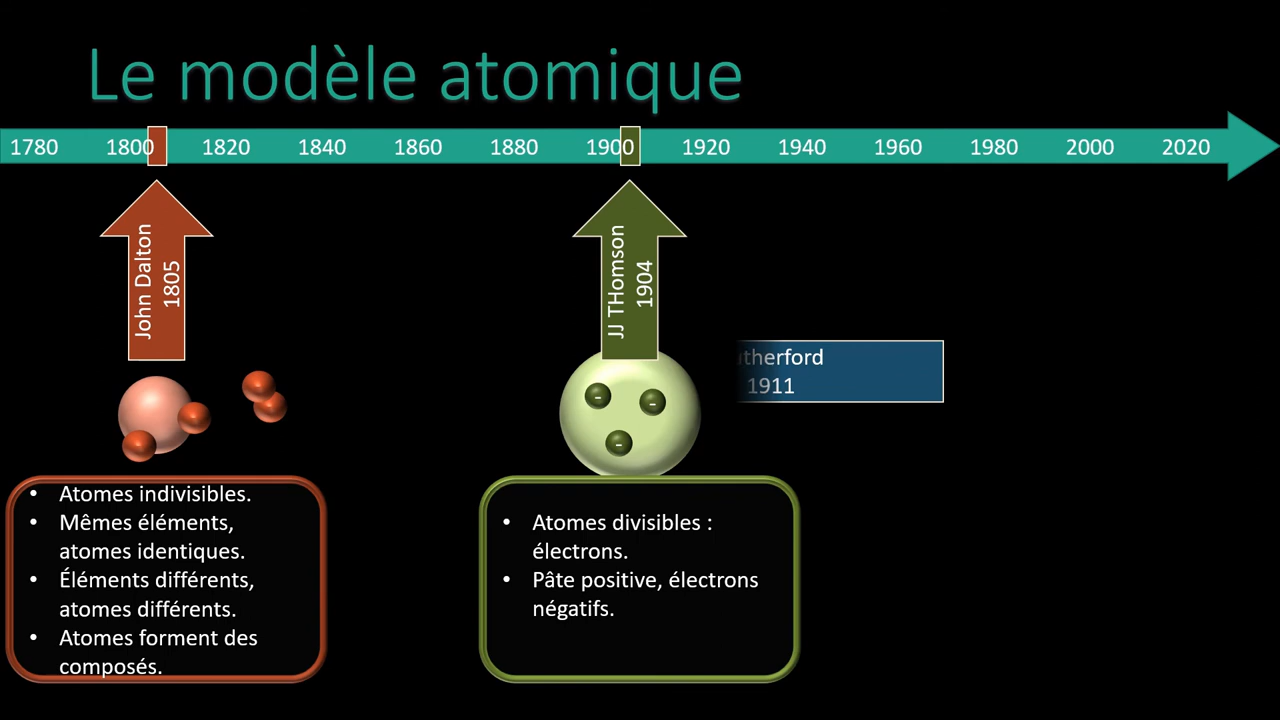 Le modèle atomique
1780 1800 1820 1840 1860 1880 1900 1920 1940 1960 1980 2000 2020
John Dalton
1805
JJ THomson
1904
utherford
1911
-
-
-
• Atomes indivisibles.
• Mêmes éléments,
atomes identiques.
• Éléments différents,
atomes différents.
• Atomes forment des
composés.
• Atomes divisibles :
électrons.
• Pâte positive, électrons
négatifs.